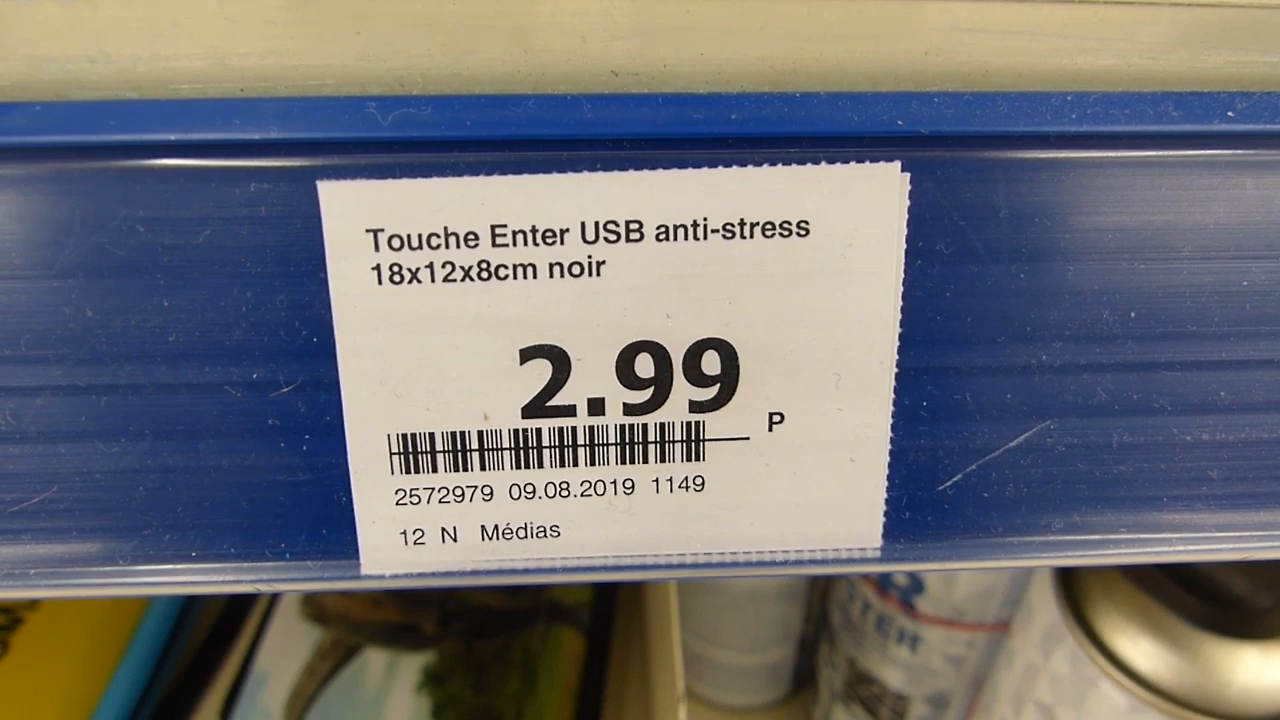 Touche Enter USB anti-stress
18x12x8cm noir
2.99
P
2572979 09.08.2019 1149
12 N Médias